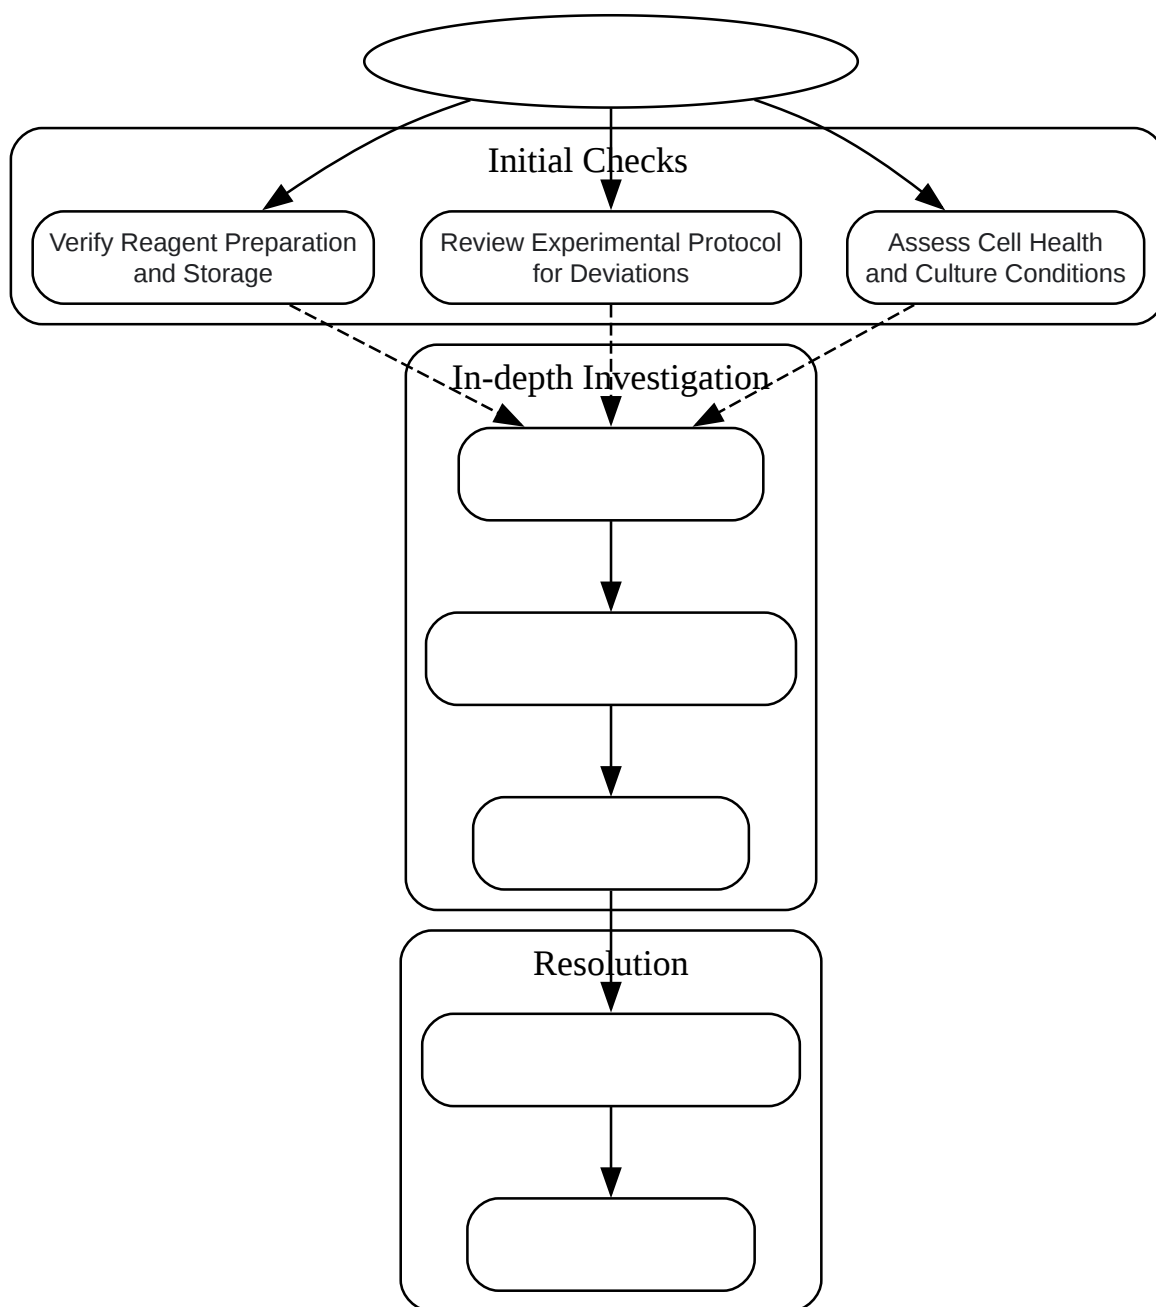 Initial Checks
Verify Reagent Preparation
and Storage
Review Experimental Protocol
for Deviations
Assess Cell Health
and Culture Conditions
In-depth Investigation
Resolution